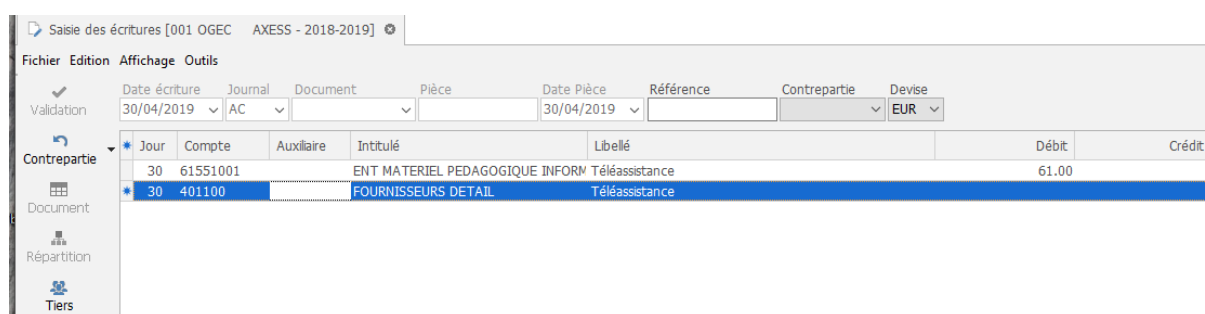 Saisie des écritures [001 OGEC AXESS - 2018-2019]
Fichier Edition Affichage Outils
Validation
Date écriture Journal Document Pièce Date Pièce Référence Contrepartie Devise
30/04/2019 AC 30/04/2019 EUR
Contrepartie
Jour Compte Auxiliaire Intitulé Libellé Débit Crédit
30 61551001 ENT MATERIEL PEDAGOGIQUE INFORM Téléassistance 61.00
30 401100 FOURNISSEURS DETAIL Téléassistance
Document
Répartition
Tiers